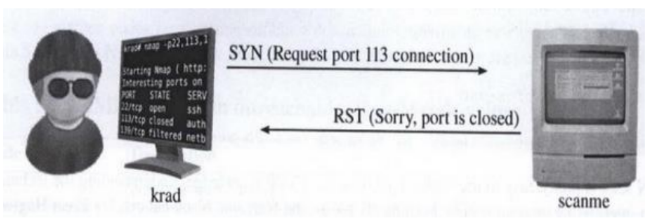 krad# nmap -p22,113,1
Starting Nmap ( http:
Interesting ports on
PORT STATE SERV
22/tcp open ssh
113/tcp closed auth
139/tcp filtered netb
SYN (Request port 113 connection)
RST (Sorry, port is closed)
krad
scanme